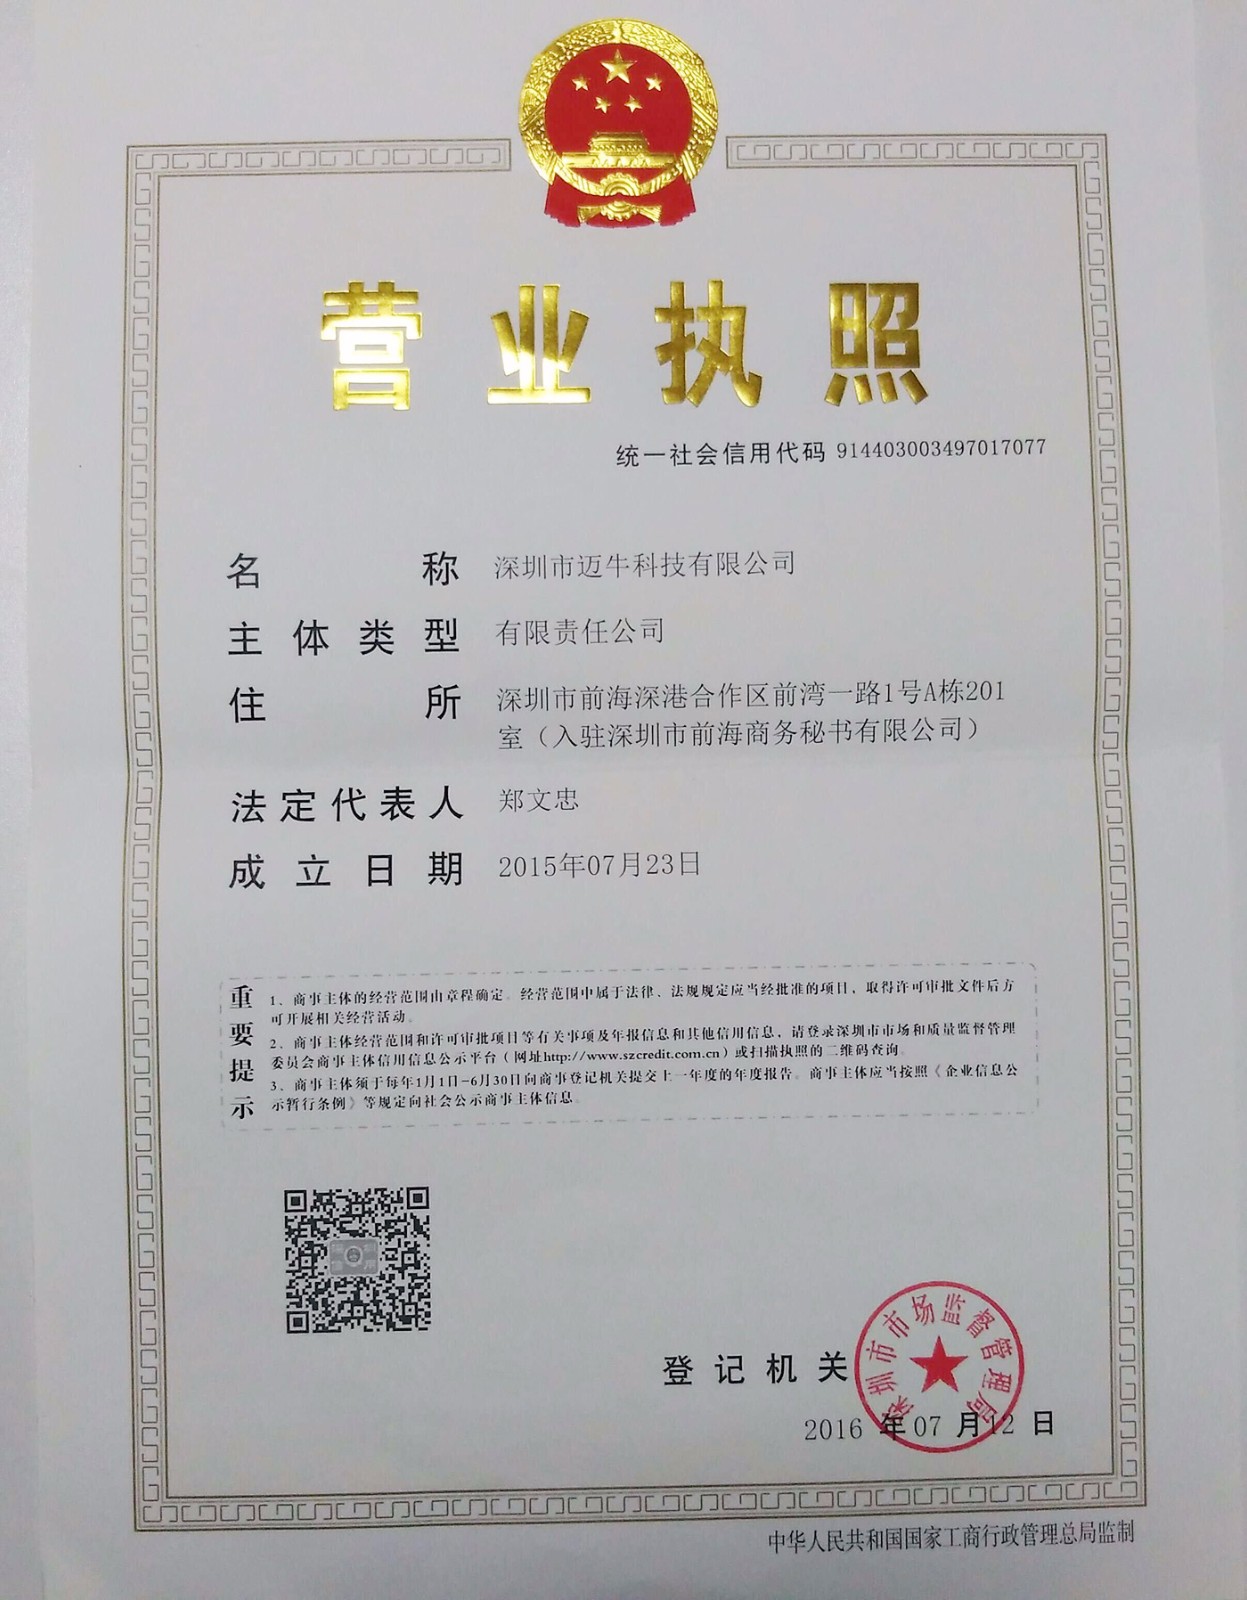 营业执照
统一社会信用代码 914403003497017077
名称 深圳市迈牛科技有限公司
主体类型 有限责任公司
住所 深圳市前海深港合作区前湾一路1号A栋201
室（入驻深圳市前海商务秘书有限公司）
法定代表人 郑文忠
成立日期 2015年07月23日
重要提示
1、商事主体的经营范围由章程确定。经营范围中属于法律、法规规定应当经批准的项目，取得许可审批文件后方
可开展相关经营活动。
2、商事主体经营范围和许可审批项目等有关事项及年报信息和其他信用信息，请登录深圳市市场和质量监督管理
委员会商事主体信用信息公示平台（网址http://www.szcredit.com.cn）或扫描执照的二维码查询。
3、商事主体须于每年1月1日-6月30日向商事登记机关提交上一年度的年度报告。商事主体应当按照《企业信息公
示暂行条例》等规定向社会公示商事主体信息。
登记机关
深圳市市场监督管理局
2016 年 07 月 12 日
中华人民共和国国家工商行政管理总局监制